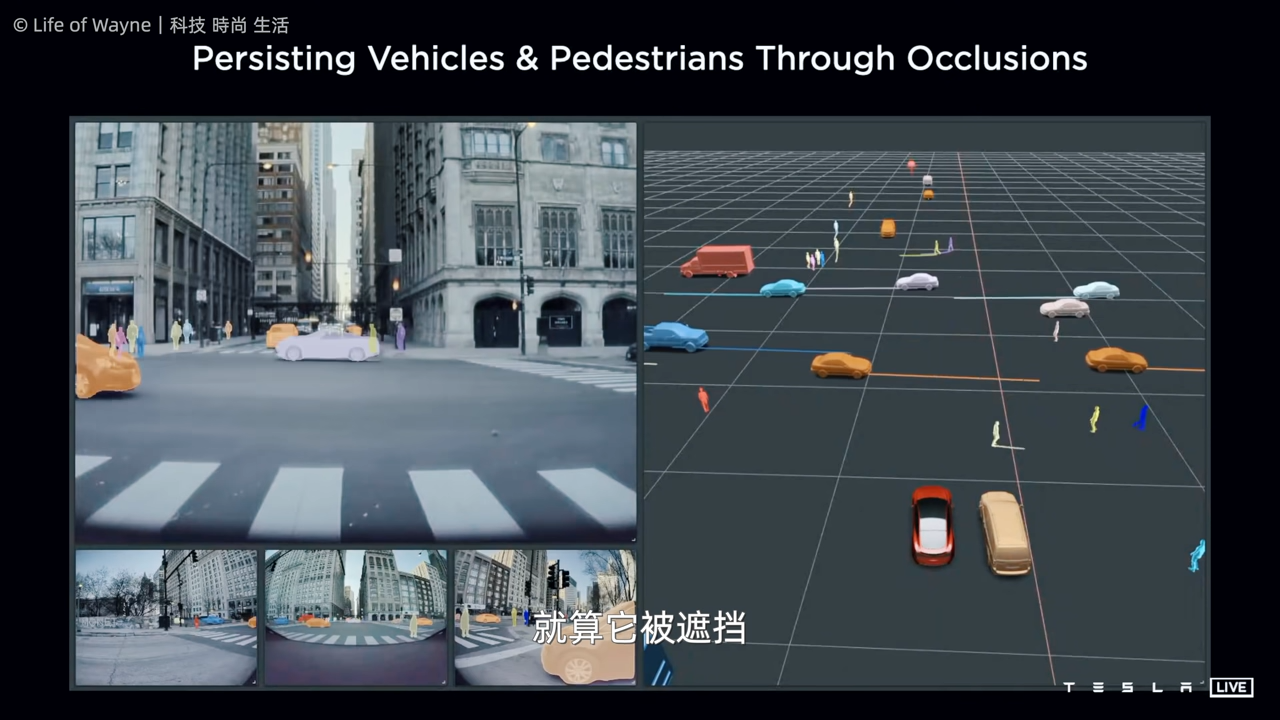 © Life of Wayne | 科技 時尚 生活
Persisting Vehicles & Pedestrians Through Occlusions
就算它被遮挡
TESLA LIVE